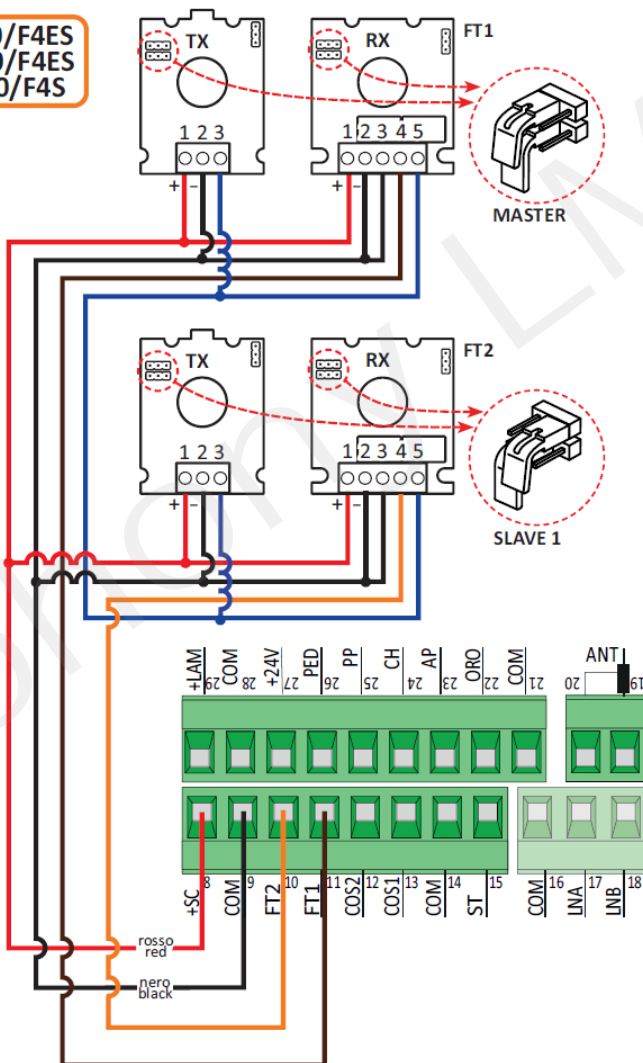 /F4ES
/F4ES
0/F4S
TX
RX
FT1
1 2 3
1 2 3 4 5
+ –
+ –
MASTER
TX
RX
FT2
1 2 3
1 2 3 4 5
+ –
+ –
SLAVE 1
+LAM
COM
+24V
PED
PP
CH
AP
ORO
COM
ANT
29 28 27 26 25 24 23 22 21 20 19
+SC
COM
FT2
FT1
COS2
COS1
COM
ST
COM
LNA
LNB
8 9 10 11 12 13 14 15 16 17 18
rosso
red
nero
black